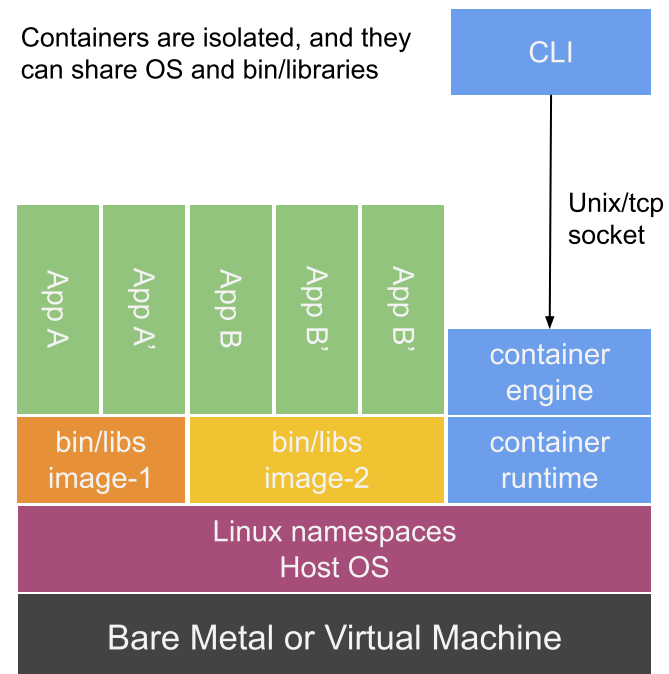 Containers are isolated, and they
can share OS and bin/libraries
CLI
Unix/tcp
socket
App A
App A’
App B
App B’
App B’
container
engine
bin/libs
image-1
bin/libs
image-2
container
runtime
Linux namespaces
Host OS
Bare Metal or Virtual Machine